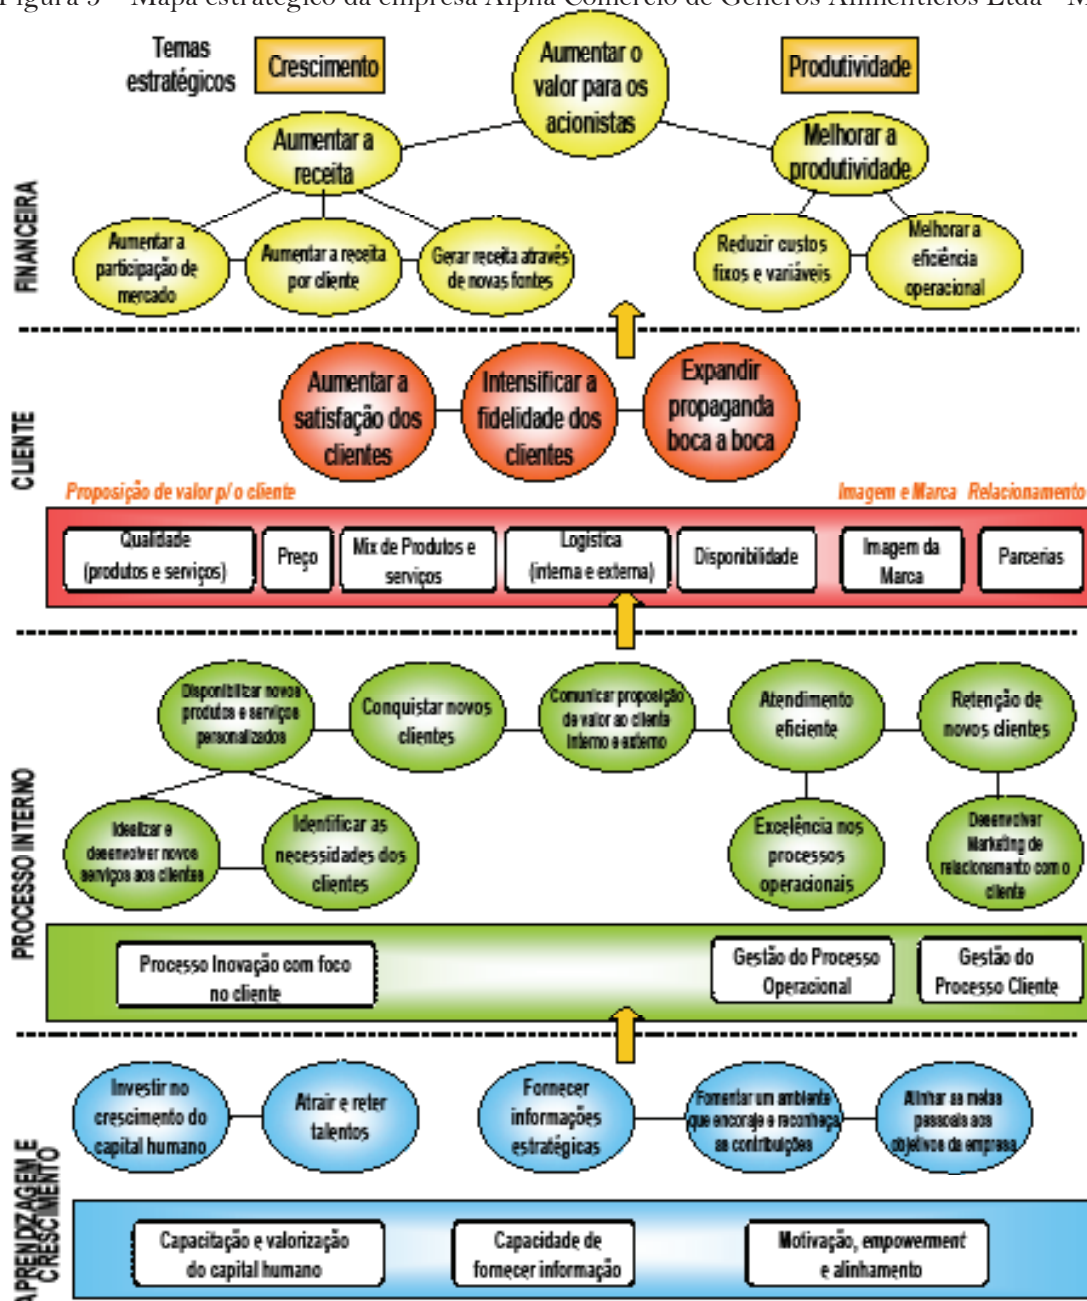 Figura 3 – Mapa estratégico da empresa Alpha Comércio de Gêneros Alimentícios Ltda
Temas
estratégicos
Crescimento
Aumentar o
valor para os
acionistas
Produtividade
Aumentar a
receita
Melhorar a
produtividade
FINANCEIRA
Aumentar a
participação de
mercado
Aumentar a receita
por cliente
Gerar receita através
de novas fontes
Reduzir custos
fixos e variáveis
Melhorar a
eficiência
operacional
CLIENTE
Aumentar a
satisfação dos
clientes
Intensificar a
fidelidade dos
clientes
Expandir
propaganda
boca a boca
Proposição de valor p/ o cliente
Imagem e Marca
Relacionamento
Qualidade
(produtos e serviços)
Preço
Mix de Produtos e
serviços
Logística
(interna e externa)
Disponibilidade
Imagem da
Marca
Parcerias
PROCESSO INTERNO
Disponibilizar novos
produtos e serviços
personalizados
Conquistar novos
clientes
Comunicar proposição
de valor ao cliente
interno e externo
Atendimento
eficiente
Retenção de
novos clientes
Idealizar e
desenvolver novos
serviços aos clientes
Identificar as
necessidades dos
clientes
Excelência nos
processos
operacionais
Desenvolver
Marketing de
relacionamento com o
cliente
Processo Inovação com foco
no cliente
Gestão do Processo
Operacional
Gestão do
Processo Cliente
APRENDZAGEM E
CRESCIMENTO
Investir no
crescimento do
capital humano
Atrair e reter
talentos
Fornecer
informações
estratégicas
Fomentar um ambiente
que encoraje e reconheça
as contribuições
Alinhar as metas
pessoais aos
objetivos da empresa
Capacitação e valorização
do capital humano
Capacidade de
fornecer informação
Motivação, empowerment
e alinhamento